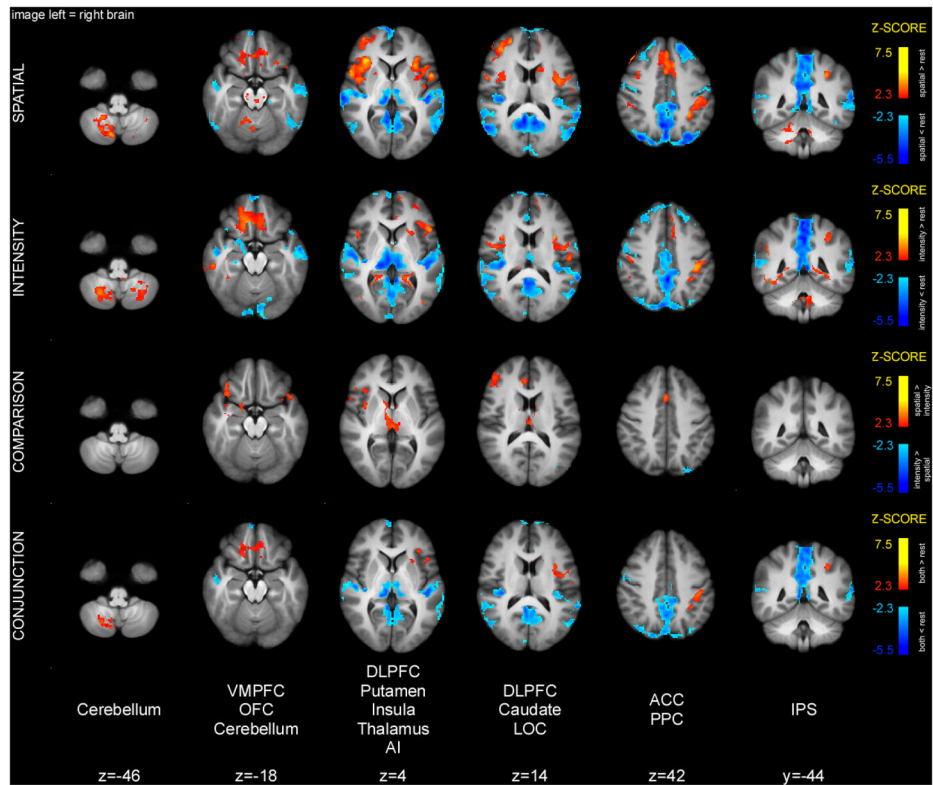 image left = right brain
Z-SCORE
SPATIAL
7.5
spatial > rest
2.3
-2.3
spatial < rest
-5.5
Z-SCORE
INTENSITY
7.5
intensity > rest
2.3
-2.3
intensity < rest
-5.5
Z-SCORE
COMPARISON
7.5
spatial >
intensity
2.3
-2.3
intensity >
spatial
-5.5
Z-SCORE
CONJUNCTION
7.5
both > rest
2.3
-2.3
both < rest
-5.5
Cerebellum
VMPFC
OFC
Cerebellum
DLPFC
Putamen
Insula
Thalamus
AI
DLPFC
Caudate
LOC
ACC
PPC
IPS
z=-46
z=-18
z=4
z=14
z=42
y=-44